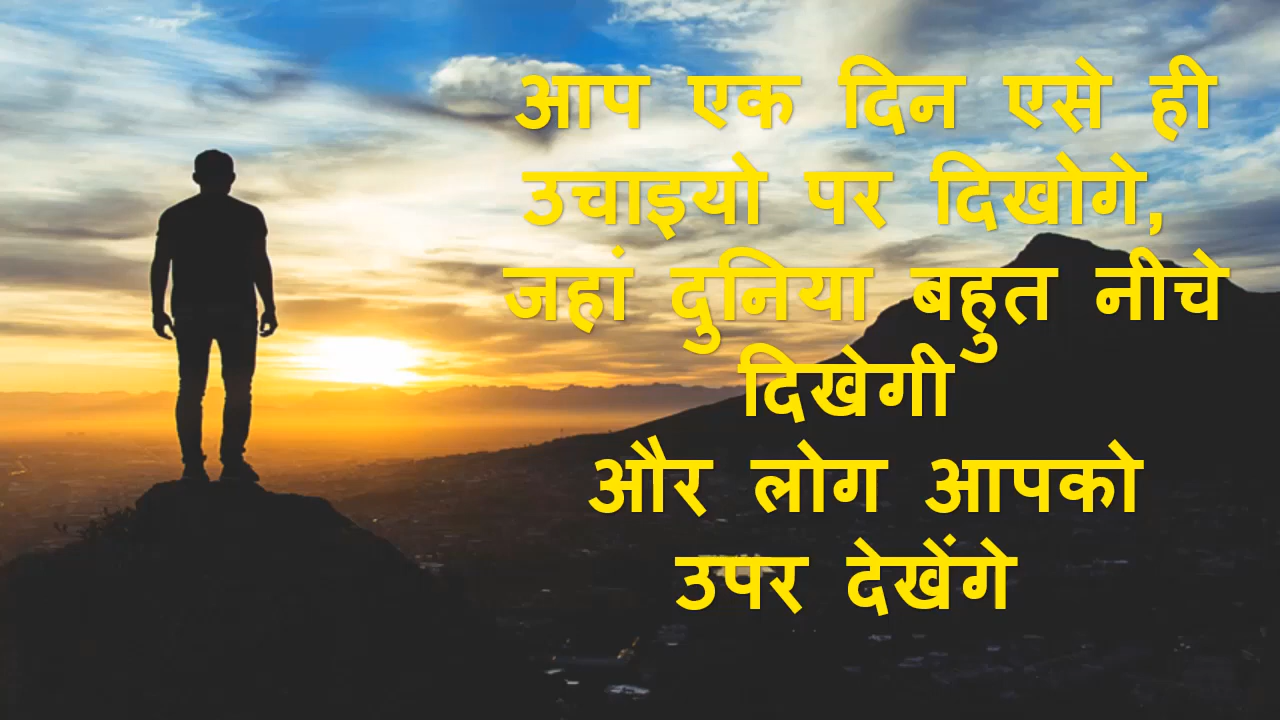 आप एक दिन एसे ही
उचाइयो पर दिखोगे,
जहां दुनिया बहुत नीचे
दिखेगी
और लोग आपको
उपर देखेंगे